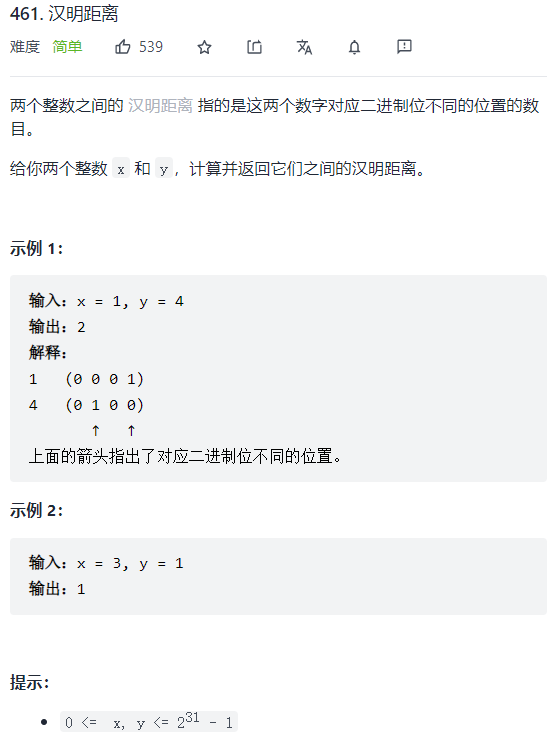 461. 汉明距离
难度 简单 539
两个整数之间的 汉明距离 指的是这两个数字对应二进制位不同的位置的数
目。
给你两个整数 x 和 y，计算并返回它们之间的汉明距离。
示例 1：
输入：x = 1, y = 4
输出：2
解释：
1   (0 0 0 1)
4   (0 1 0 0)
       ↑   ↑
上面的箭头指出了对应二进制位不同的位置。
示例 2：
输入：x = 3, y = 1
输出：1
提示：
• 0 <=  x, y <= 2³¹ - 1